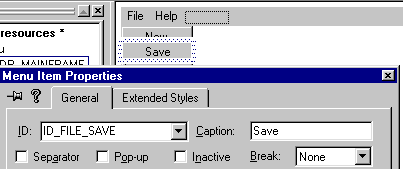 File Help
resources *
New
Save
Menu Item Properties
General Extended Styles
ID: ID_FILE_SAVE Caption: Save
Separator Pop-up Inactive Break: None